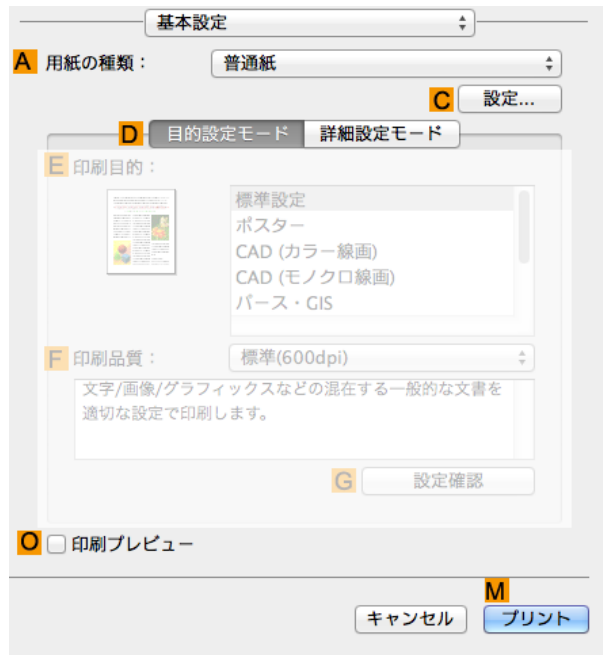 基本設定
A 用紙の種類： 普通紙
C 設定...
D 目的設定モード 詳細設定モード
E 印刷目的：
標準設定
ポスター
CAD (カラー線画)
CAD (モノクロ線画)
パース・GIS
F 印刷品質： 標準(600dpi)
文字/画像/グラフィックスなどの混在する一般的な文書を
適切な設定で印刷します。
G 設定確認
O 印刷プレビュー
M
キャンセル プリント